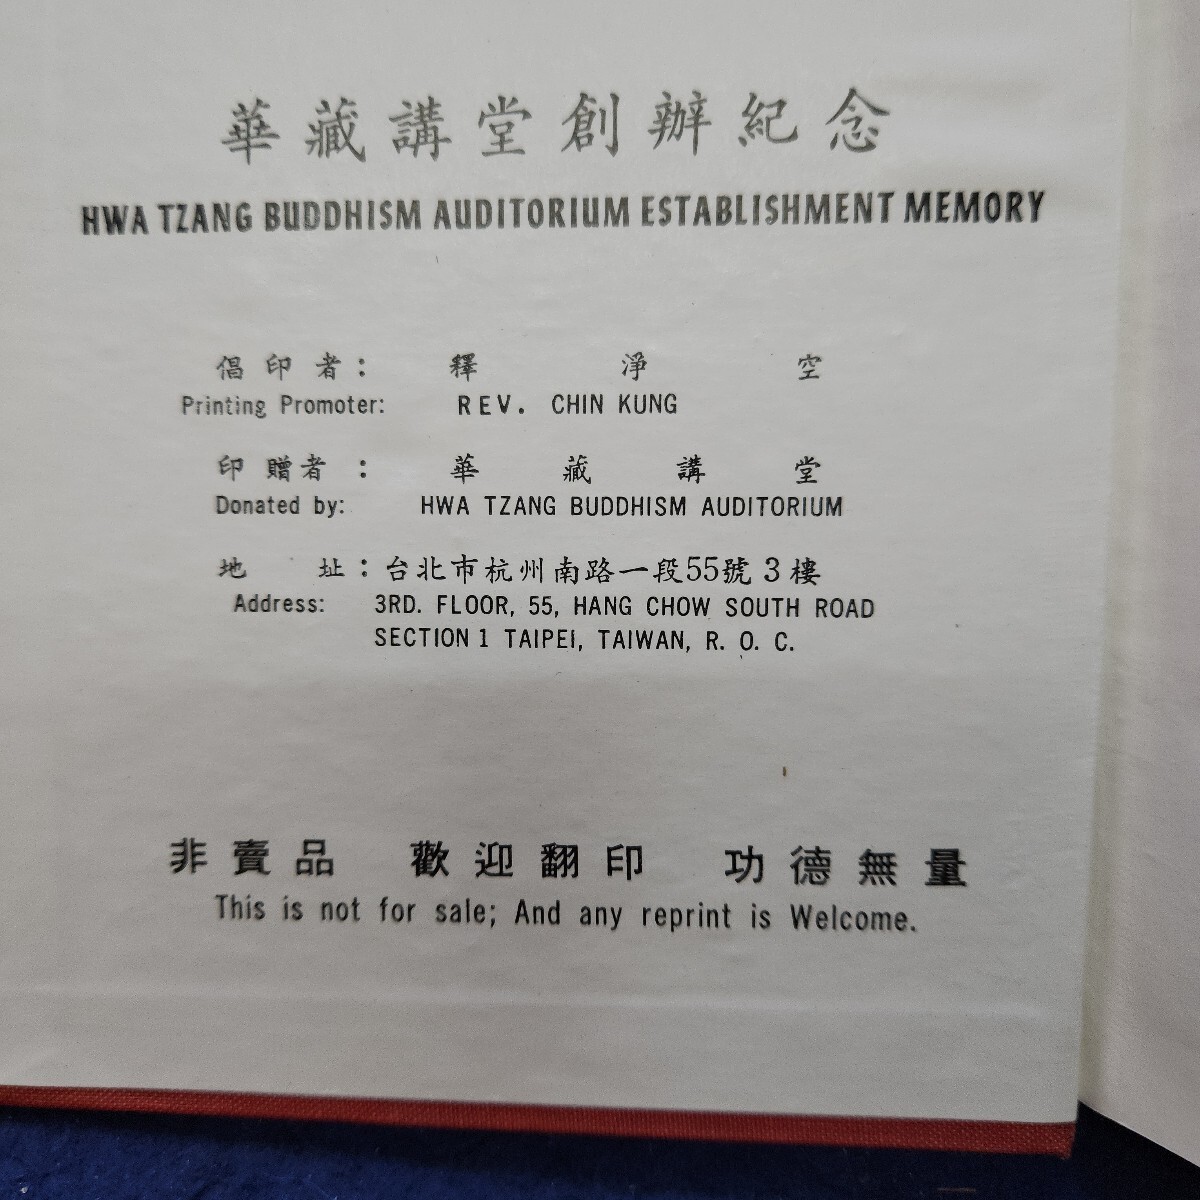 華藏講堂創辦紀念
HWA TZANG BUDDHISM AUDITORIUM ESTABLISHMENT MEMORY
倡印者： 釋淨空
Printing Promoter: REV. CHIN KUNG
印贈者： 華藏講堂
Donated by: HWA TZANG BUDDHISM AUDITORIUM
地址：台北市杭州南路一段55號3樓
Address: 3RD. FLOOR, 55, HANG CHOW SOUTH ROAD
SECTION 1 TAIPEI, TAIWAN, R. O. C.
非賣品 歡迎翻印 功德無量
This is not for sale; And any reprint is Welcome.